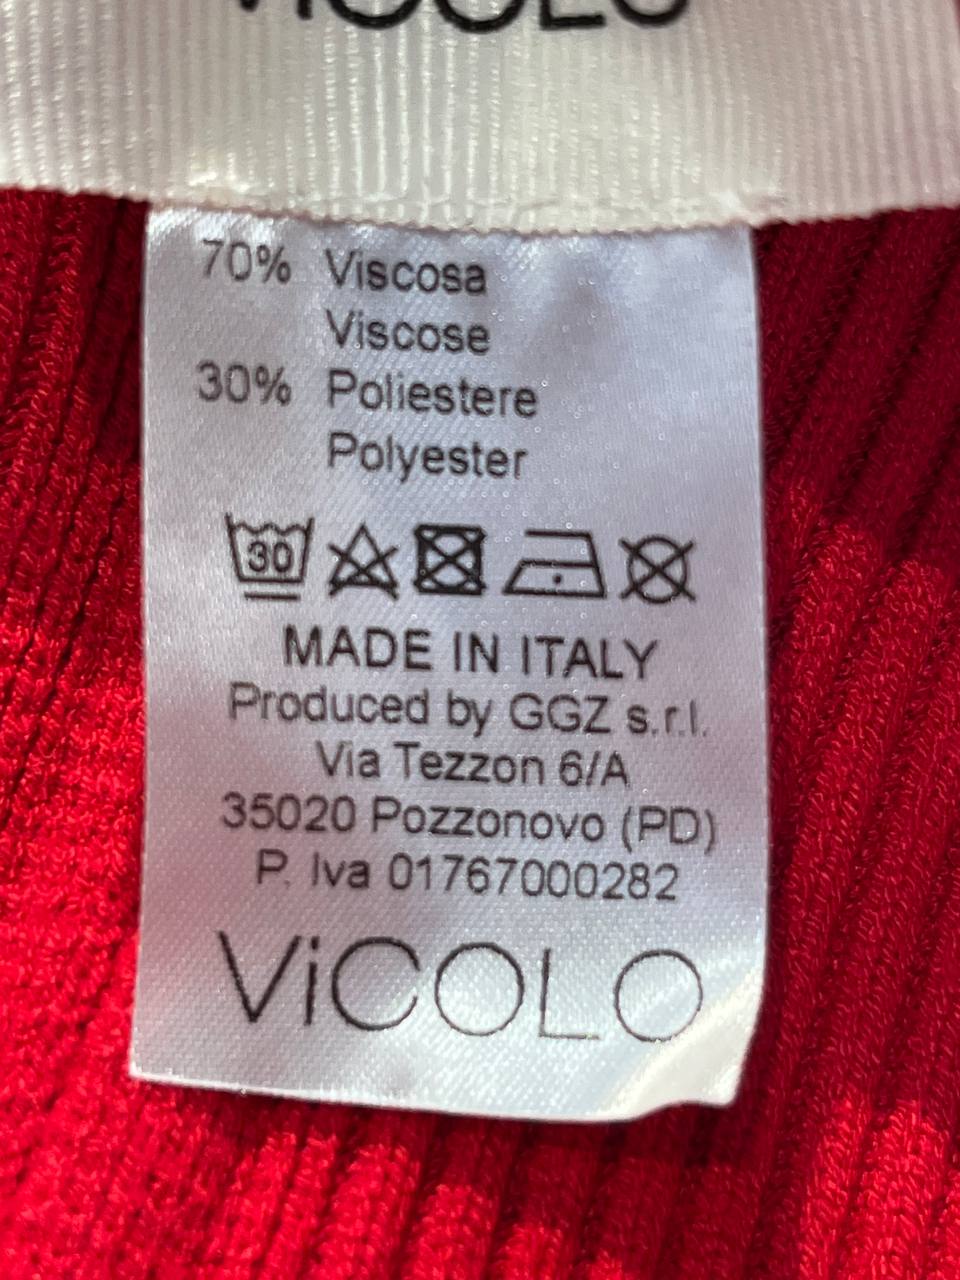 ViCOLO
70% Viscosa
Viscose
30% Poliestere
Polyester
30
MADE IN ITALY
Produced by GGZ s.r.l.
Via Tezzon 6/A
35020 Pozzonovo (PD)
P. Iva 01767000282
ViCOLO